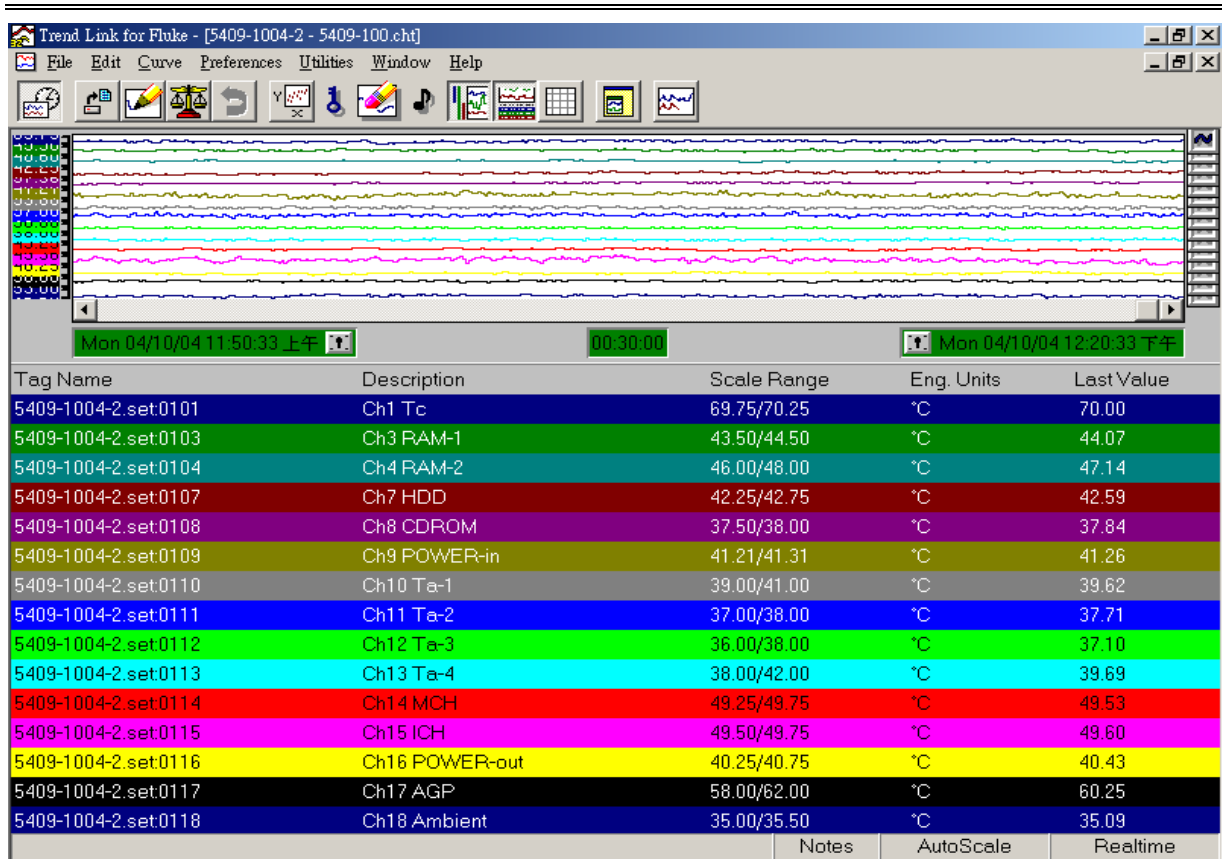 Trend Link for Fluke - [5409-1004-2 - 5409-100.cht]
File Edit Curve Preferences Utilities Window Help
Mon 04/10/04 11:50:33 上午 00:30:00 Mon 04/10/04 12:20:33 下午
Tag Name Description Scale Range Eng. Units Last Value
5409-1004-2.set:0101 Ch1 Tc 69.75/70.25 °C 70.00
5409-1004-2.set:0103 Ch3 RAM-1 43.50/44.50 °C 44.07
5409-1004-2.set:0104 Ch4 RAM-2 46.00/48.00 °C 47.14
5409-1004-2.set:0107 Ch7 HDD 42.25/42.75 °C 42.59
5409-1004-2.set:0108 Ch8 CDROM 37.50/38.00 °C 37.84
5409-1004-2.set:0109 Ch9 POWER-in 41.21/41.31 °C 41.26
5409-1004-2.set:0110 Ch10 Ta-1 39.00/41.00 °C 39.62
5409-1004-2.set:0111 Ch11 Ta-2 37.00/38.00 °C 37.71
5409-1004-2.set:0112 Ch12 Ta-3 36.00/38.00 °C 37.10
5409-1004-2.set:0113 Ch13 Ta-4 38.00/42.00 °C 39.69
5409-1004-2.set:0114 Ch14 MCH 49.25/49.75 °C 49.53
5409-1004-2.set:0115 Ch15 ICH 49.50/49.75 °C 49.60
5409-1004-2.set:0116 Ch16 POWER-out 40.25/40.75 °C 40.43
5409-1004-2.set:0117 Ch17 AGP 58.00/62.00 °C 60.25
5409-1004-2.set:0118 Ch18 Ambient 35.00/35.50 °C 35.09
Notes AutoScale Realtime